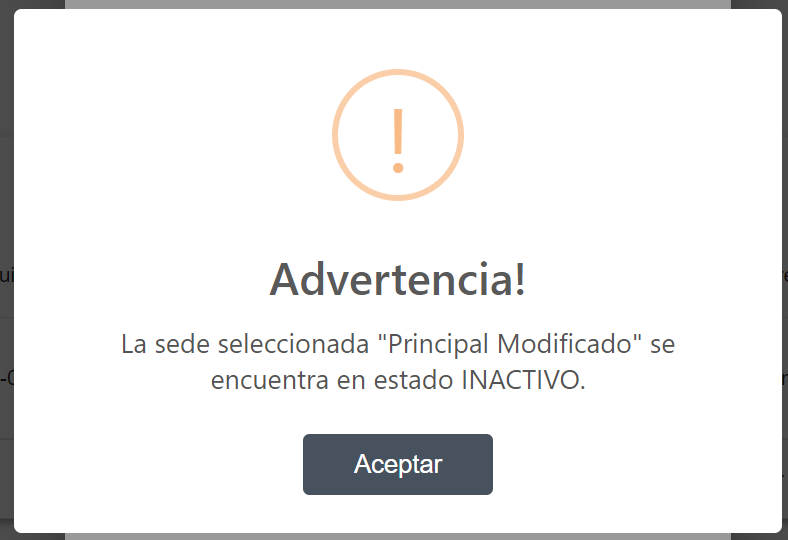 !
Advertencia!
La sede seleccionada "Principal Modificado" se
encuentra en estado INACTIVO.
Aceptar